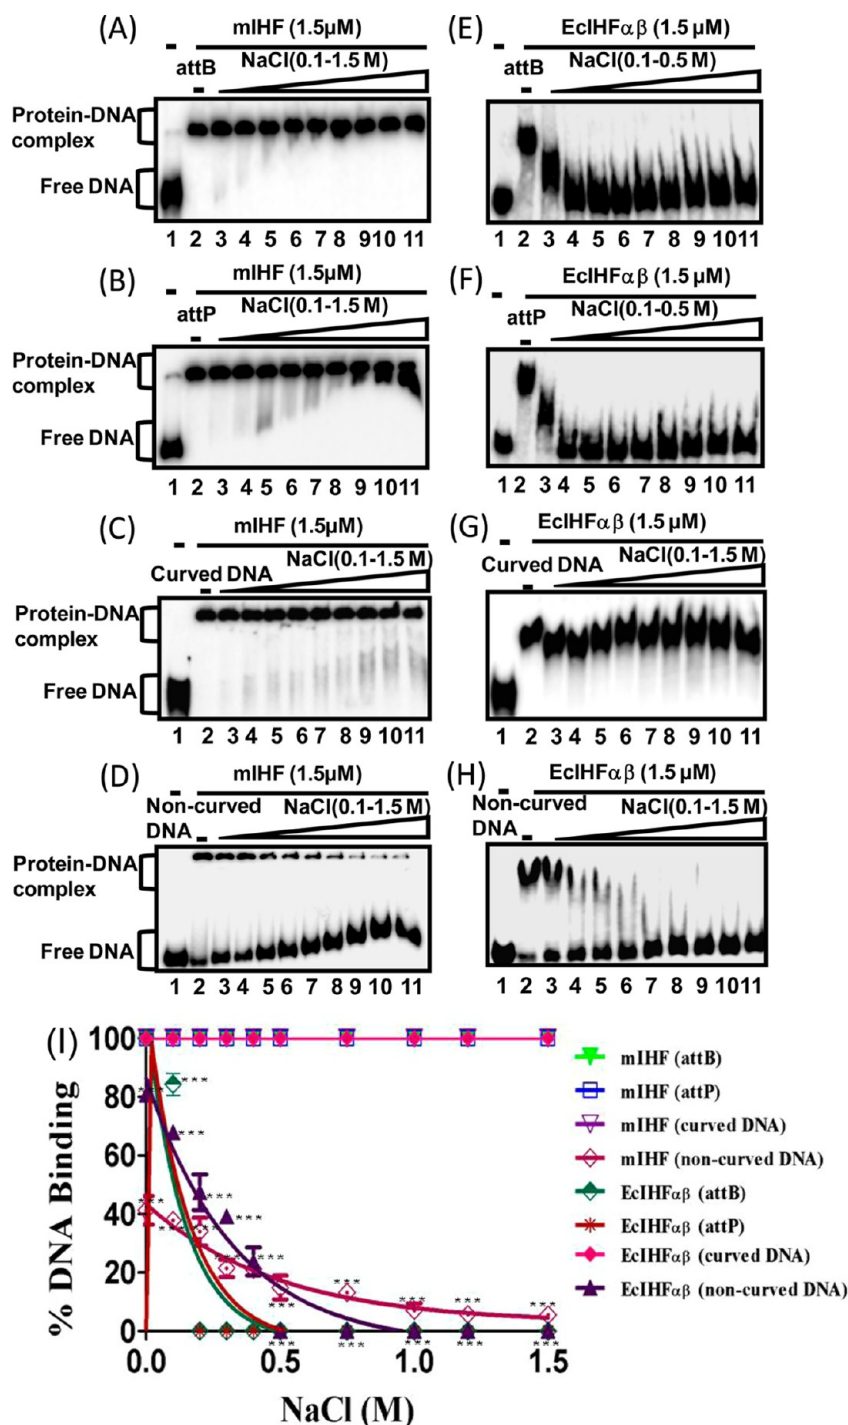 (A)
mIHF (1.5µM)
attB
NaCl(0.1-1.5 M)
Protein-DNA
complex
Free DNA
1 2 3 4 5 6 7 8 9 10 11
(E)
EcIHFαβ (1.5 µM)
attB
NaCl(0.1-0.5 M)
1 2 3 4 5 6 7 8 9 10 11
(B)
mIHF (1.5µM)
attP
NaCl(0.1-1.5 M)
Protein-DNA
complex
Free DNA
1 2 3 4 5 6 7 8 9 10 11
(F)
EcIHFαβ (1.5 µM)
attP
NaCl(0.1-0.5 M)
1 2 3 4 5 6 7 8 9 10 11
(C)
mIHF (1.5µM)
NaCl(0.1-1.5 M)
Curved DNA
Protein-DNA
complex
Free DNA
1 2 3 4 5 6 7 8 9 10 11
(G)
EcIHFαβ (1.5 µM)
NaCl(0.1-1.5 M)
Curved DNA
1 2 3 4 5 6 7 8 9 10 11
(D)
mIHF (1.5µM)
Non-curved NaCl(0.1-1.5 M)
DNA
Protein-DNA
complex
Free DNA
1 2 3 4 5 6 7 8 9 10 11
(H)
EcIHFαβ (1.5 µM)
Non-curved NaCl(0.1-1.5 M)
DNA
1 2 3 4 5 6 7 8 9 10 11
(I)
% DNA Binding
100
80
60
40
20
0
0.0 0.5 1.0 1.5
NaCl (M)
mIHF (attB)
mIHF (attP)
mIHF (curved DNA)
mIHF (non-curved DNA)
EcIHFαβ (attB)
EcIHFαβ (attP)
EcIHFαβ (curved DNA)
EcIHFαβ (non-curved DNA)